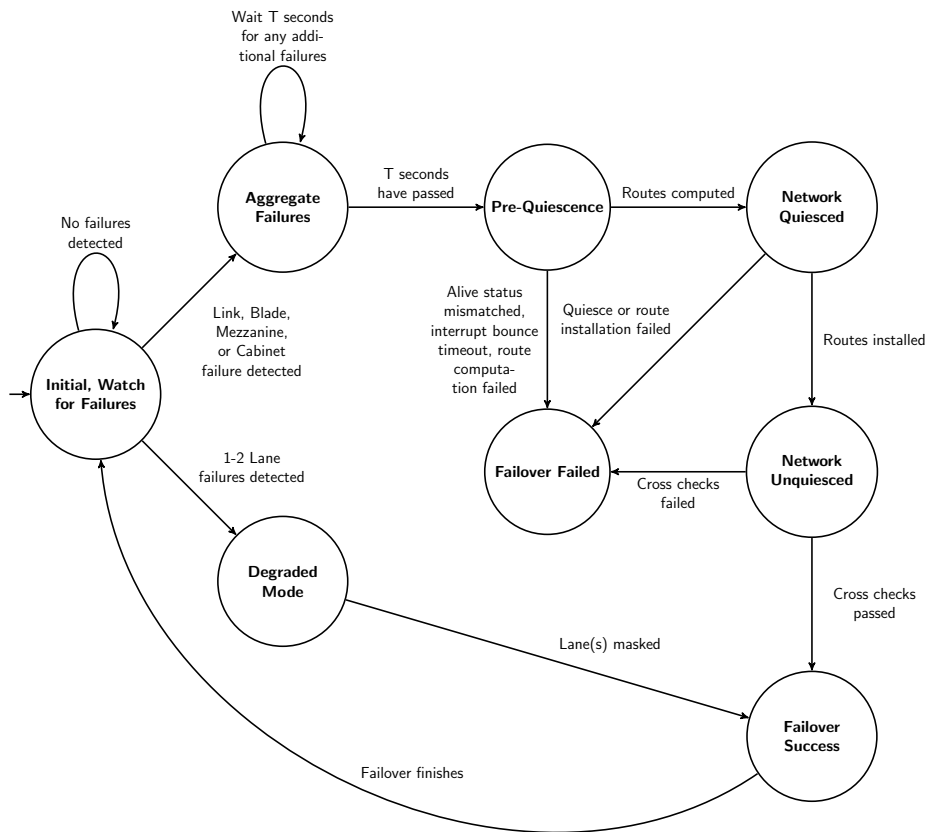 Wait T seconds
for any addi-
tional failures
Aggregate
Failures
T seconds
have passed
Pre-Quiescence
Routes computed
Network
Quiesced
No failures
detected
Link, Blade,
Mezzanine,
or Cabinet
failure detected
Alive status
mismatched,
interrupt bounce
timeout, route
computa-
tion failed
Quiesce or route
installation failed
Routes installed
Initial, Watch
for Failures
1-2 Lane
failures detected
Failover Failed
Cross checks
failed
Network
Unquiesced
Degraded
Mode
Cross checks
passed
Lane(s) masked
Failover
Success
Failover finishes